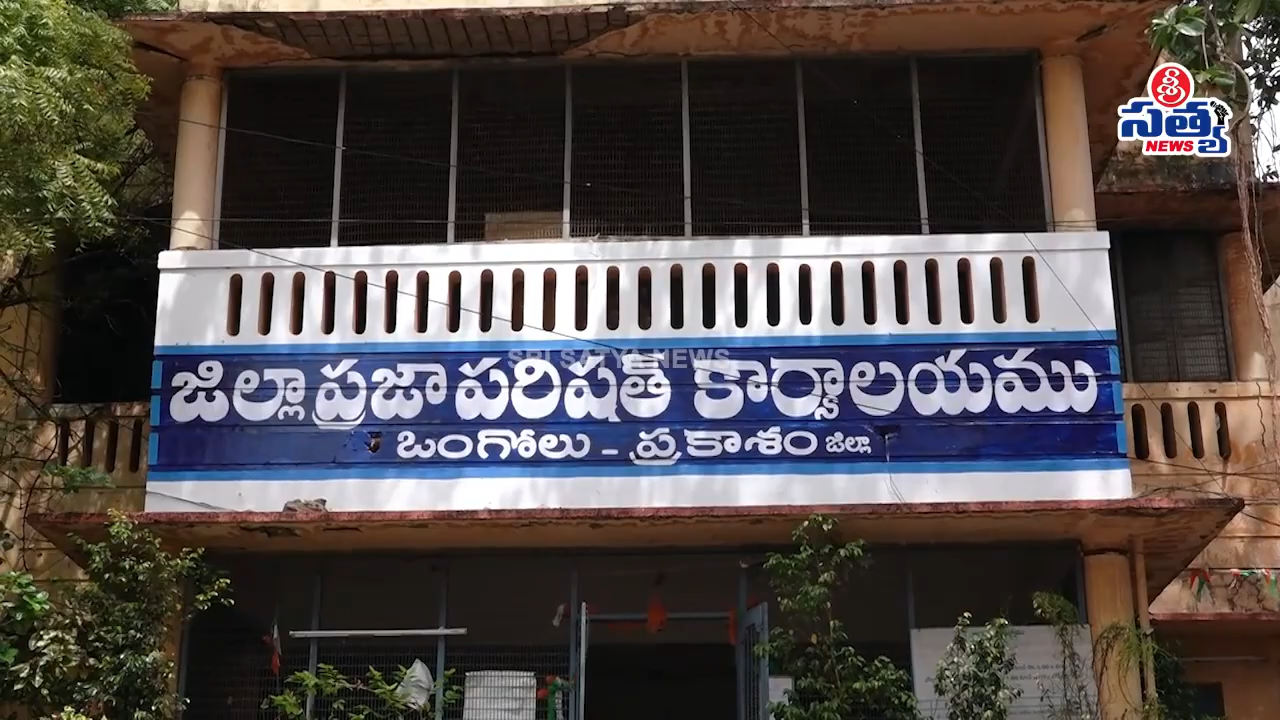 శ్రీ
సత్య
NEWS
SRI SATYA NEWS
జిల్లా ప్రజా పరిషత్ కార్యాలయము
ఒంగోలు - ప్రకాశం జిల్లా